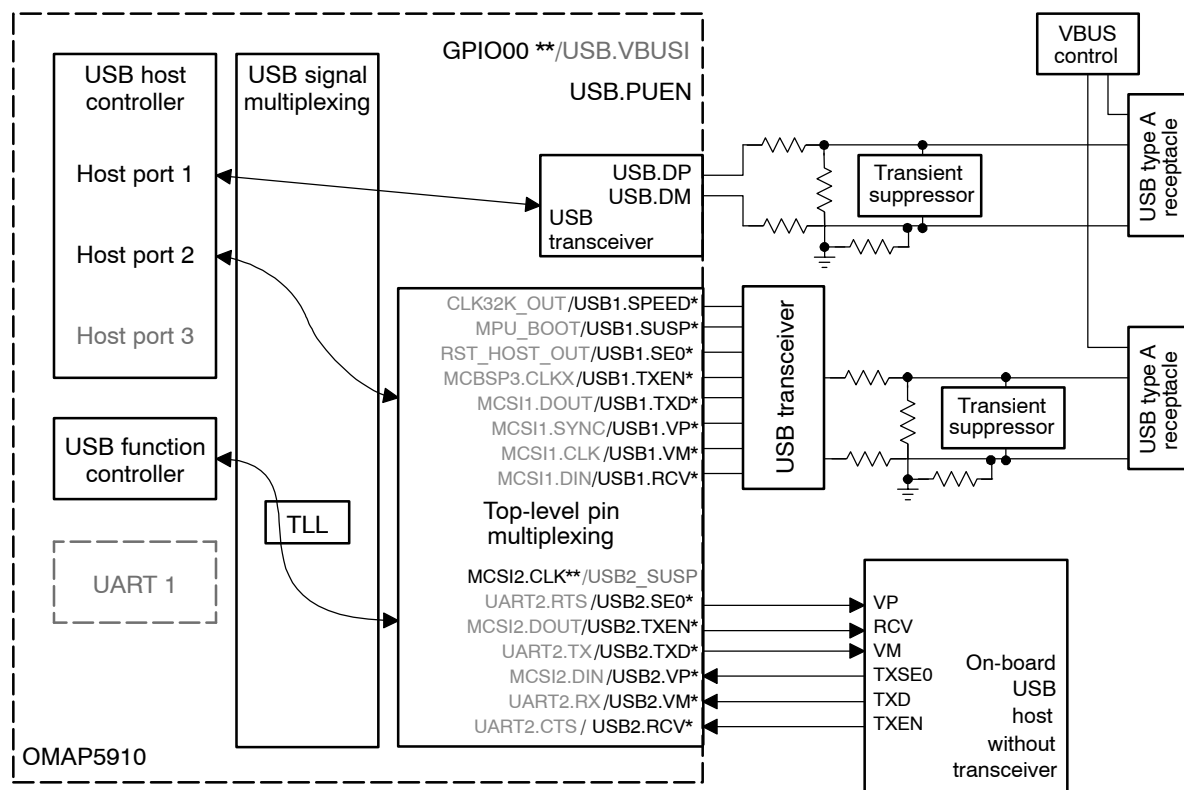 GPIO00 **/USB.VBUSI
USB.PUEN
USB host
controller
Host port 1
Host port 2
Host port 3
USB signal
multiplexing
USB function
controller
TLL
UART 1
OMAP5910
USB.DP
USB.DM
USB
transceiver
CLK32K_OUT/USB1.SPEED*
MPU_BOOT/USB1.SUSP*
RST_HOST_OUT/USB1.SE0*
MCBSP3.CLKX/USB1.TXEN*
MCSI1.DOUT/USB1.TXD*
MCSI1.SYNC/USB1.VP*
MCSI1.CLK/USB1.VM*
MCSI1.DIN/USB1.RCV*
Top-level pin
multiplexing
MCSI2.CLK**/USB2_SUSP
UART2.RTS/USB2.SE0*
MCSI2.DOUT/USB2.TXEN*
UART2.TX/USB2.TXD*
MCSI2.DIN/USB2.VP*
UART2.RX/USB2.VM*
UART2.CTS/ USB2.RCV*
VBUS
control
Transient
suppressor
USB type A
receptacle
USB transceiver
Transient
suppressor
USB type A
receptacle
VP
RCV
VM
TXSE0
TXD
TXEN
On-board
USB
host
without
transceiver